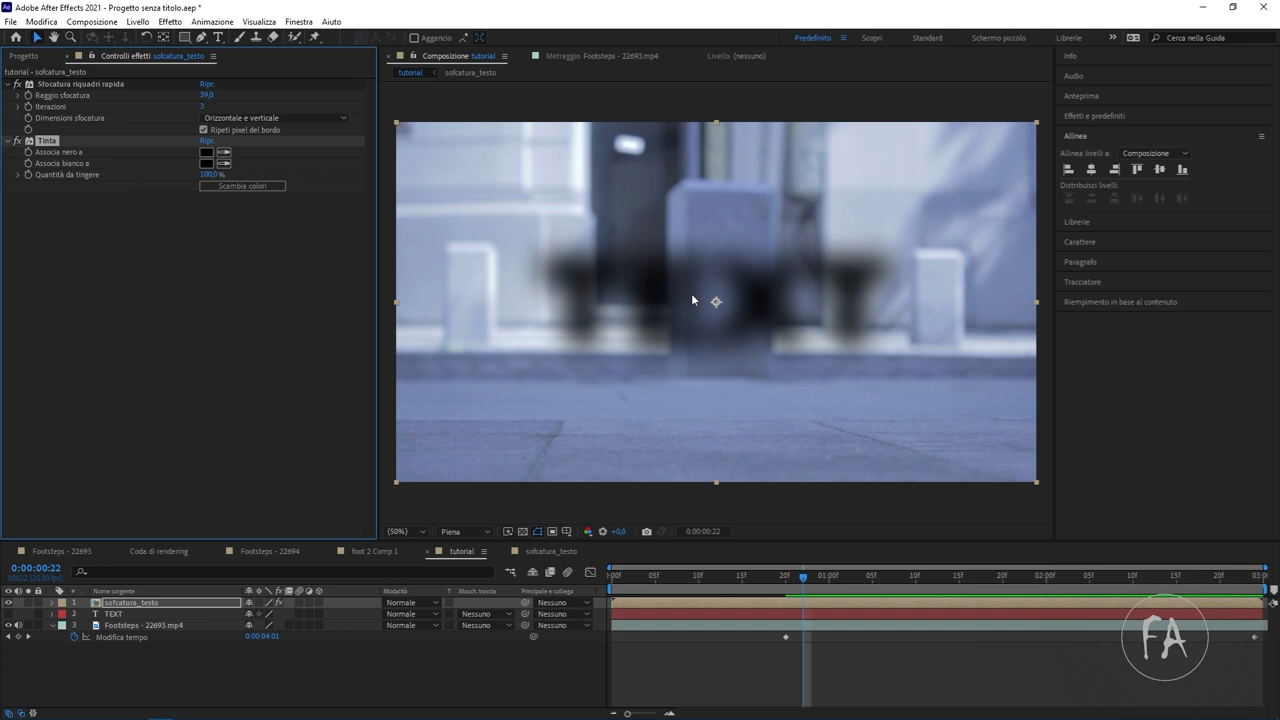 Adobe After Effects 2021 - Progetto senza titolo.aep *
File Modifica Composizione Livello Effetto Animazione Visualizza Finestra Aiuto
Aggancio Predefinito Scopri Standard Schermo piccolo Librerie Cerca nella Guida
Progetto Controlli effetti sofcatura_testo Composizione tutorial Metraggio Footsteps - 22693.mp4 Livello (nessuno)
tutorial - sofcatura_testo
tutorial sofcatura_testo
Sfocatura riquadri rapida Ripr.
Raggio sfocatura 39,0
Iterazioni 3
Dimensioni sfocatura Orizzontale e verticale
Ripeti pixel del bordo
Tinta Ripr.
Associa nero a
Associa bianco a
Quantità da tingere 100,0 %
Scambia colori
Info
Audio
Anteprima
Effetti e predefiniti
Allinea
Allinea livelli a: Composizione
Distribuisci livelli:
Librerie
Carattere
Paragrafo
Tracciatore
Riempimento in base al contenuto
(50%) Piena +0,0 0:00:00:22
Footsteps - 22693 Coda di rendering Footsteps - 22694 foot 2 Comp 1 tutorial sofcatura_testo
0:00:00:22
00022 (25.00 fps)
:00f 05f 10f 15f 20f 01:00f 05f 10f 15f 20f 02:00f 05f 10f 15f 20f 03:0
# Nome sorgente Modalità T Masch. traccia Principale e collega
1 sofcatura_testo Normale Nessuno
2 TEXT Normale Nessuno Nessuno
3 Footsteps - 22693.mp4 Normale Nessuno Nessuno
Modifica tempo 0:00:04:01
FA